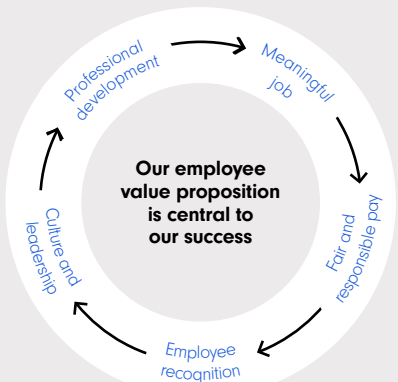 Our employee
value proposition
is central to
our success
Professional
development
Meaningful
job
Fair and
responsible pay
Employee
recognition
Culture and
leadership